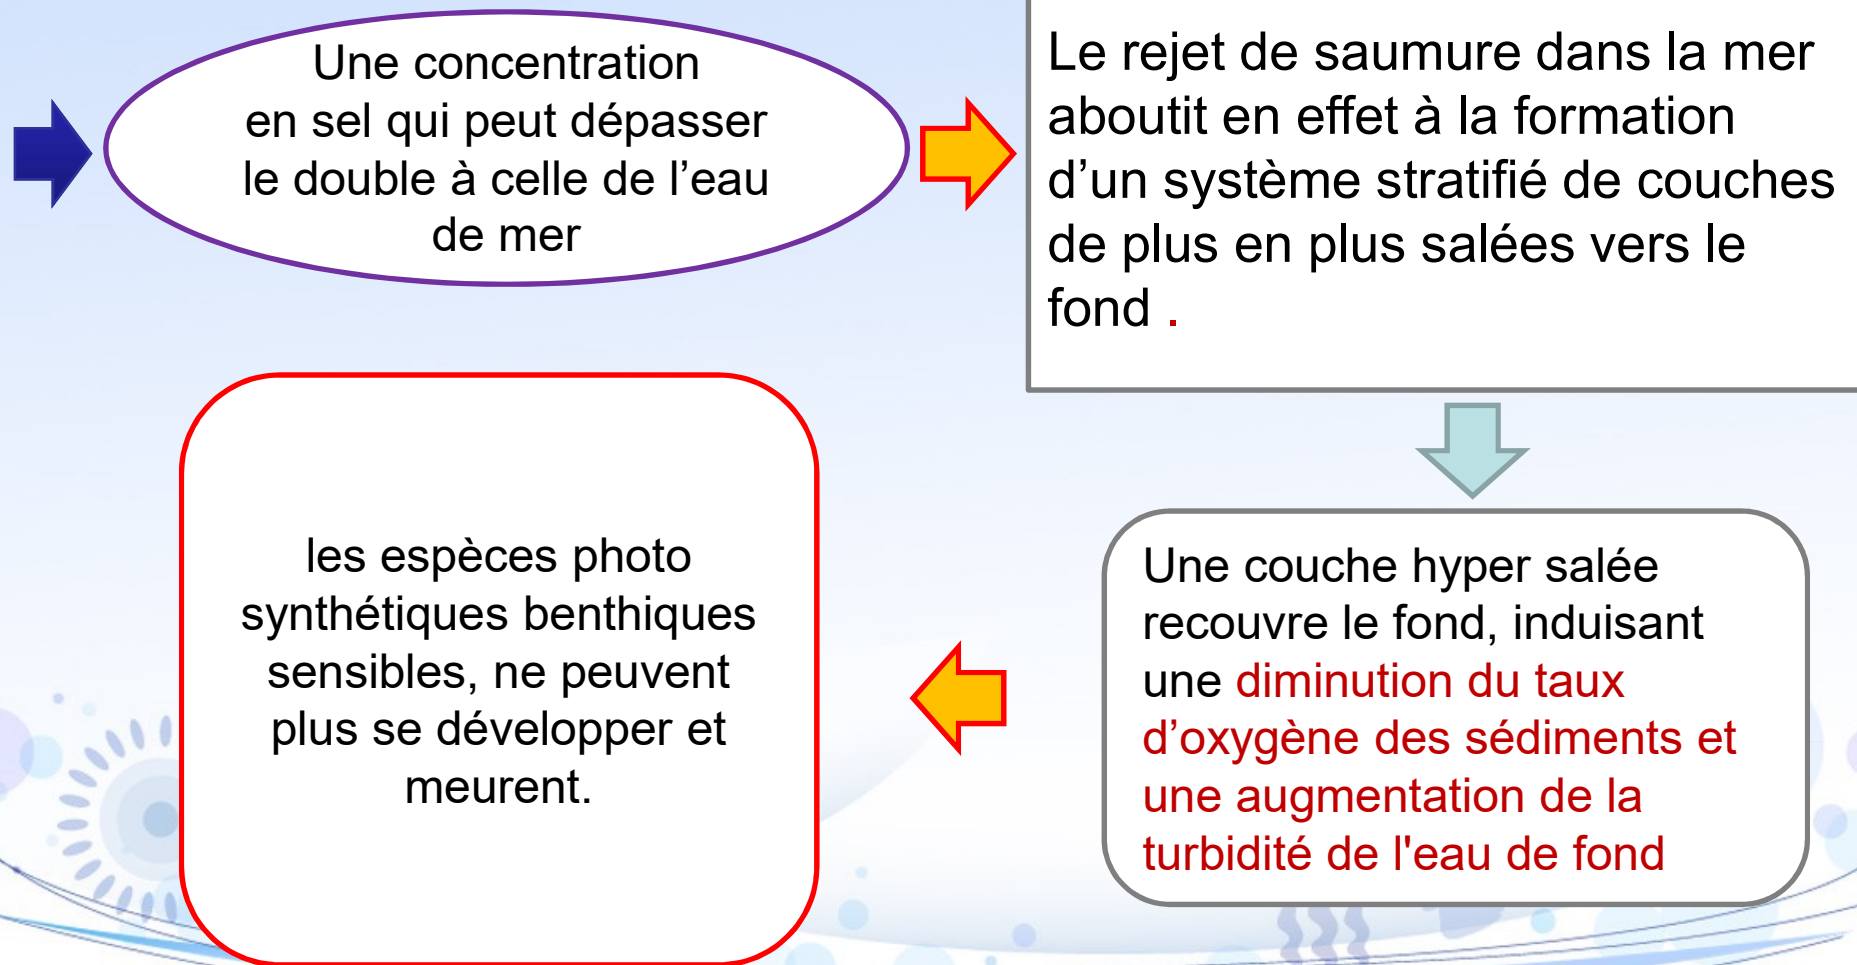 Une concentration
en sel qui peut dépasser
le double à celle de l’eau
de mer
Le rejet de saumure dans la mer
aboutit en effet à la formation
d’un système stratifié de couches
de plus en plus salées vers le
fond .
Une couche hyper salée
recouvre le fond, induisant
une diminution du taux
d’oxygène des sédiments et
une augmentation de la
turbidité de l'eau de fond
les espèces photo
synthétiques benthiques
sensibles, ne peuvent
plus se développer et
meurent.